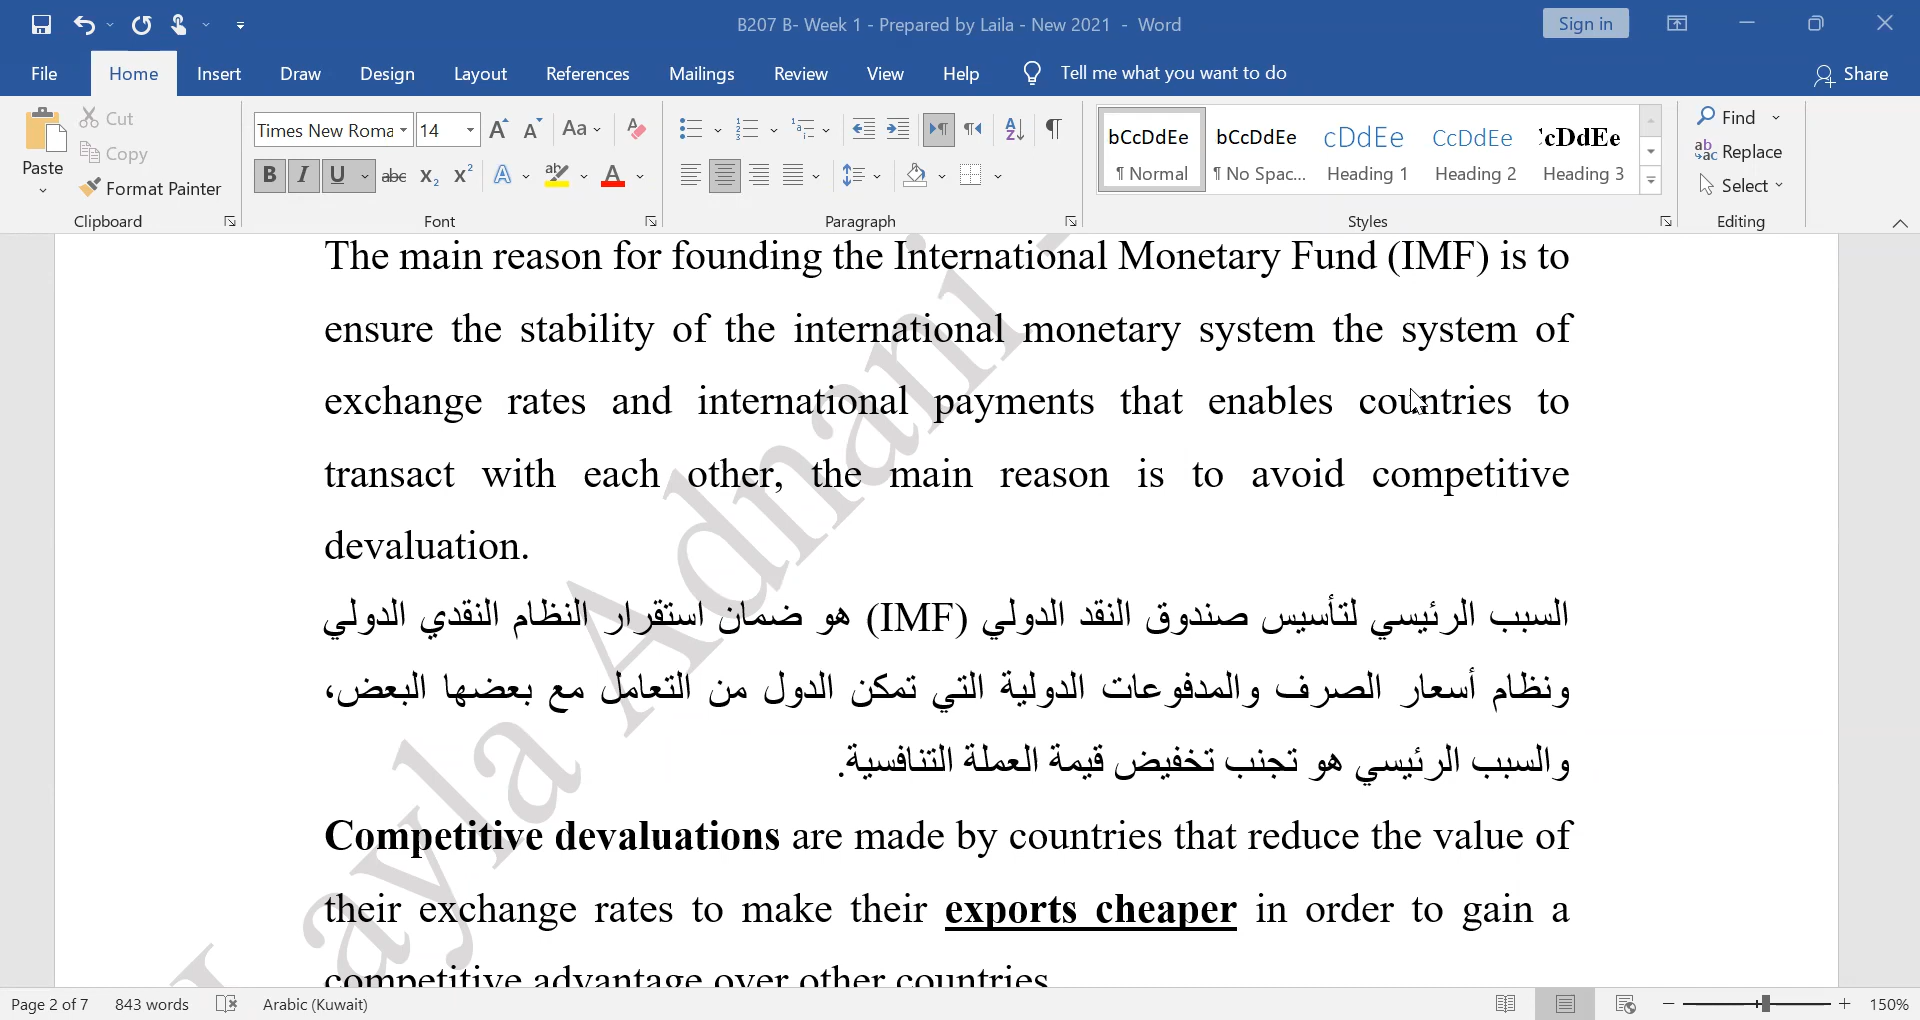 B207 B- Week 1 - Prepared by Laila - New 2021 - Word
Sign in
File Home Insert Draw Design Layout References Mailings Review View Help Tell me what you want to do Share
Paste
Cut
Copy
Format Painter
Clipboard
Times New Roma 14
Aa
B I U abc X₂ X² A ab A
Font
Paragraph
bCcDdEe bCcDdEe cDdEe CcDdEe cDdEe
¶ Normal ¶ No Spac... Heading 1 Heading 2 Heading 3
Styles
Find
Replace
Select
Editing
The main reason for founding the International Monetary Fund (IMF) is to
ensure the stability of the international monetary system the system of
exchange rates and international payments that enables countries to
transact with each other, the main reason is to avoid competitive
devaluation.
السبب الرئيسي لتأسيس صندوق النقد الدولي (IMF) هو ضمان استقرار النظام النقدي الدولي
ونظام أسعار الصرف والمدفوعات الدولية التي تمكن الدول من التعامل مع بعضها البعض،
والسبب الرئيسي هو تجنب تخفيض قيمة العملة التنافسية.
Competitive devaluations are made by countries that reduce the value of
their exchange rates to make their exports cheaper in order to gain a
competitive advantage over other countries.
Layla Adnani -
Page 2 of 7 843 words Arabic (Kuwait) 150%